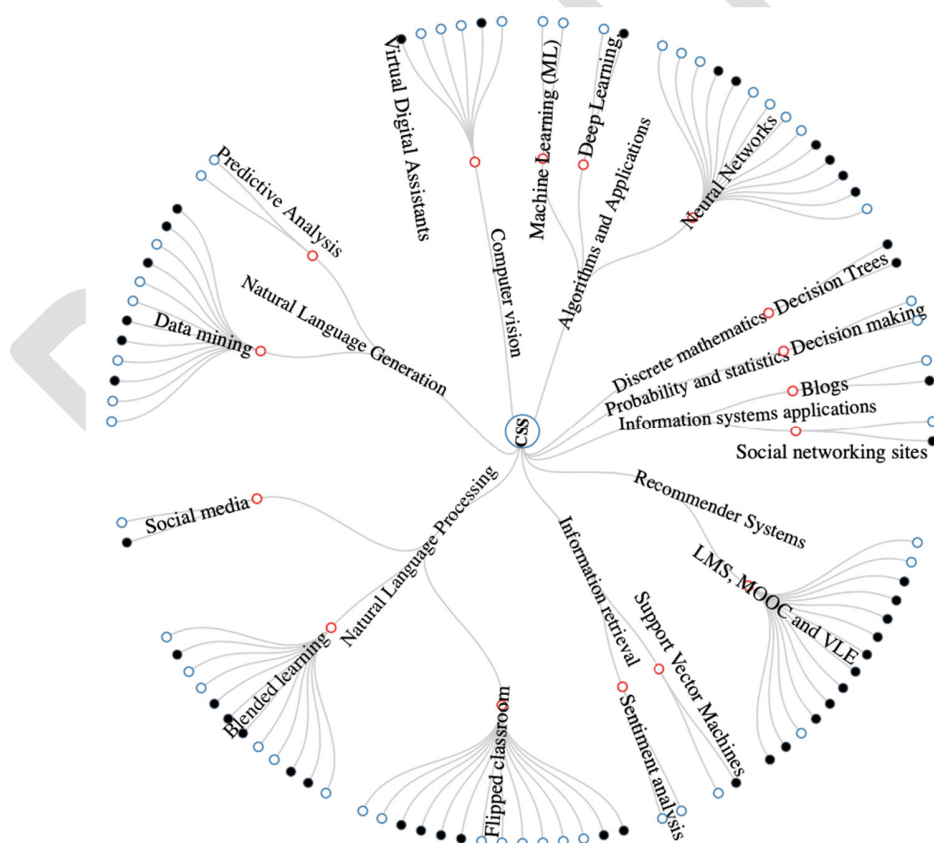 Virtual Digital Assistants
Machine Learning (ML)
Deep Learning
Algorithms and Applications
Neural Networks
Predictive Analysis
Natural Language Generation
Computer vision
Data mining
Discrete mathematics
Decision Trees
Probability and statistics
Decision making
Blogs
Information systems applications
Social networking sites
CSS
Recommender Systems
LMS, MOOC and VLE
Social media
Natural Language Processing
Information retrieval
Support Vector Machines
Blended learning
Flipped classroom
Sentiment analysis